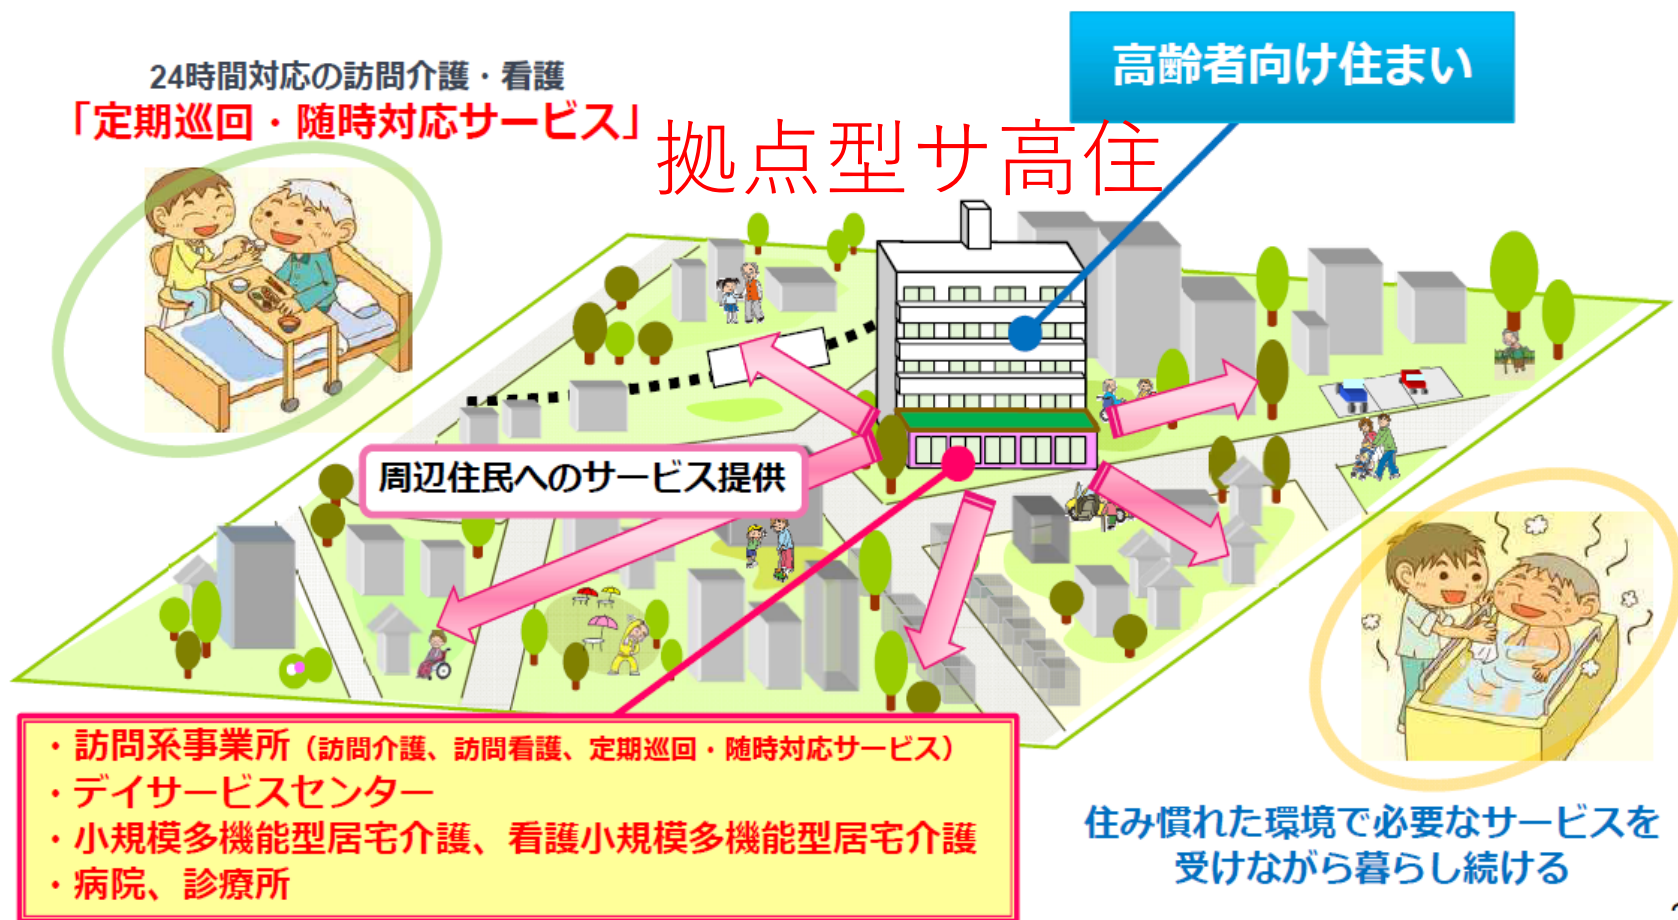 24時間対応の訪問介護・看護
「定期巡回・随時対応サービス」
拠点型サ高住
高齢者向け住まい
周辺住民へのサービス提供
・訪問系事業所（訪問介護、訪問看護、定期巡回・随時対応サービス）
・デイサービスセンター
・小規模多機能型居宅介護、看護小規模多機能型居宅介護
・病院、診療所
住み慣れた環境で必要なサービスを
受けながら暮らし続ける